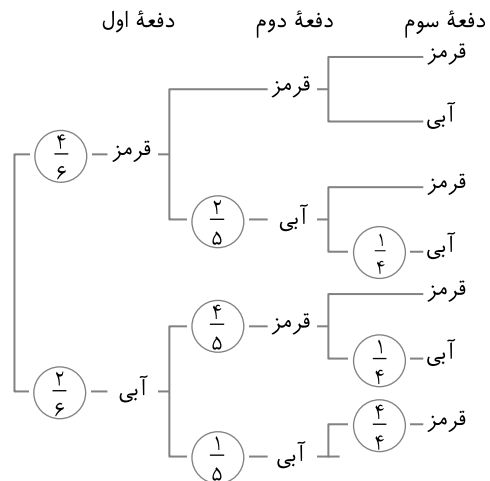 دفعهٔ اول دفعهٔ دوم دفعهٔ سوم
قرمز
قرمز
آبی
۴/۶ قرمز
قرمز
۲/۵ آبی
۱/۴ آبی
قرمز
۴/۵ قرمز
۱/۴ آبی
۲/۶ آبی
۴/۴ قرمز
۱/۵ آبی